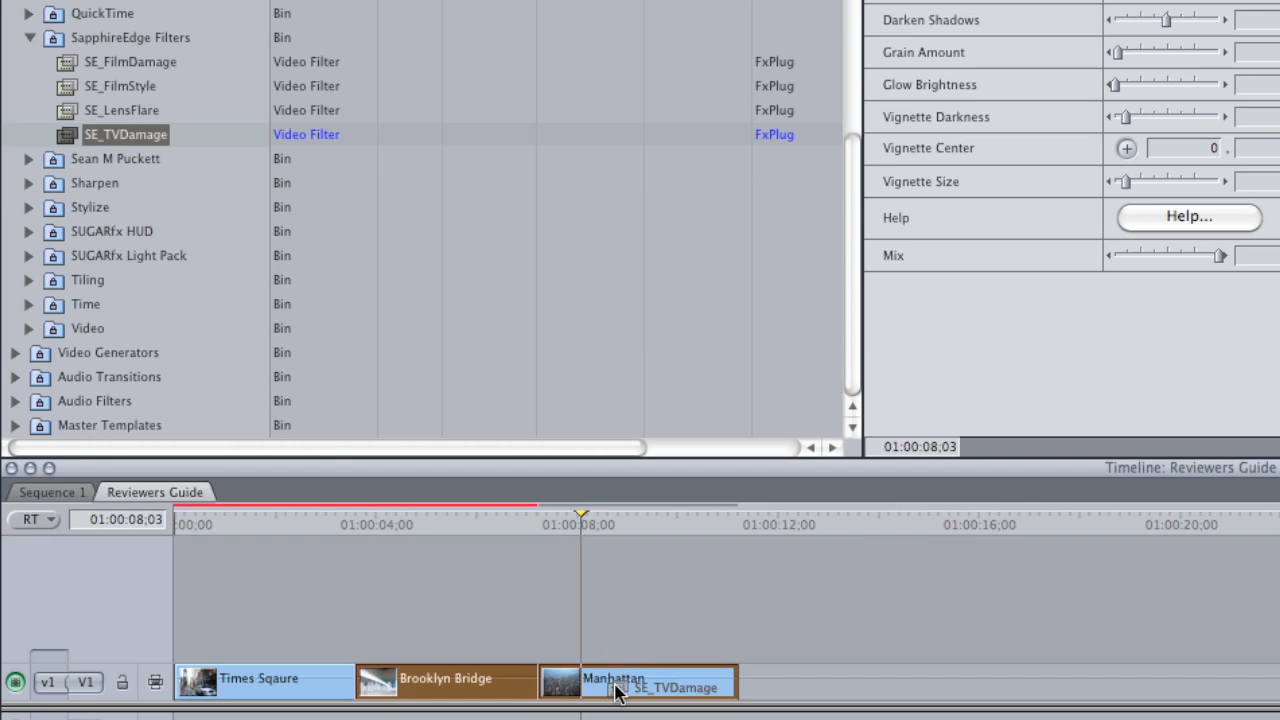 QuickTime Bin
SapphireEdge Filters Bin
SE_FilmDamage Video Filter FxPlug
SE_FilmStyle Video Filter FxPlug
SE_LensFlare Video Filter FxPlug
SE_TVDamage Video Filter FxPlug
Sean M Puckett Bin
Sharpen Bin
Stylize Bin
SUGARfx HUD Bin
SUGARfx Light Pack Bin
Tiling Bin
Time Bin
Video Bin
Video Generators Bin
Audio Transitions Bin
Audio Filters Bin
Master Templates Bin
Darken Shadows
Grain Amount
Glow Brightness
Vignette Darkness
Vignette Center 0 ,
Vignette Size
Help Help...
Mix
01:00:08;03
Timeline: Reviewers Guide
Sequence 1 Reviewers Guide
RT 01:00:08;03 :00;00 01:00:04;00 01:00:08;00 01:00:12;00 01:00:16;00 01:00:20;00
v1 V1 Times Sqaure Brooklyn Bridge Manhattan SE_TVDamage